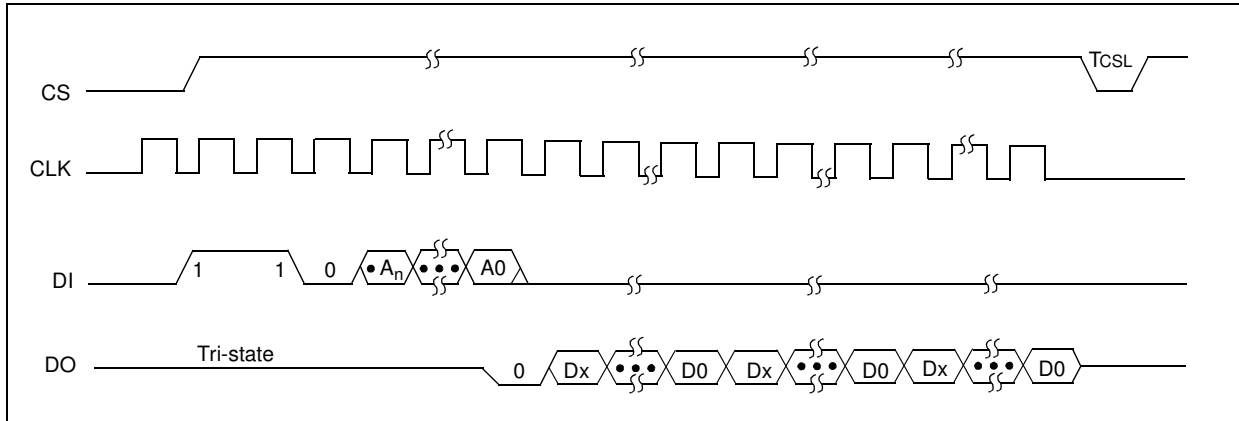 TCSL
CS
CLK
DI 1 1 0 An A0
Tri-state
DO 0 Dx D0 Dx D0 Dx D0